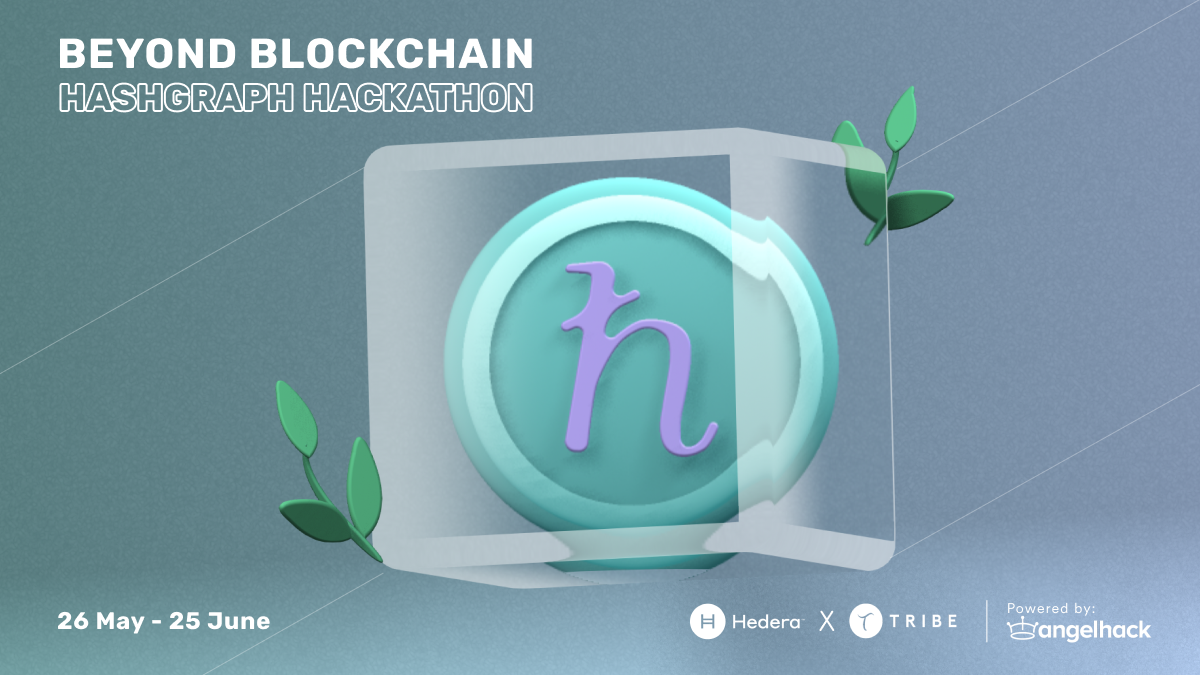 BEYOND BLOCKCHAIN
HASHGRAPH HACKATHON
ℏ
26 May - 25 June
Hedera X TRIBE
Powered by:
angelhack